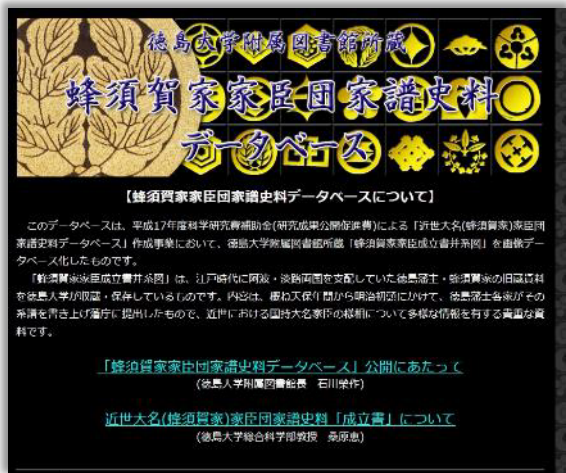 徳島大学附属図書館所蔵
蜂須賀家家臣団家譜史料
データベース
【蜂須賀家家臣団家譜史料データベースについて】
このデータベースは、平成17年度科学研究費補助金(研究成果公開促進費)による「近世大名(蜂須賀家)家臣団
家譜史料データベース」作成事業において、徳島大学附属図書館所蔵「蜂須賀家家臣成立書并系図」を画像デー
タベース化したものです。
「蜂須賀家家臣成立書并系図」は、江戸時代に阿波・淡路両国を支配していた徳島藩主・蜂須賀家の旧蔵資料
を徳島大学が収蔵・保存しているものです。内容は、概ね天保年間から明治初頭にかけて、徳島藩士各家がその
系譜を書き上げ藩庁に提出したもので、近世における国持大名家臣の様相について多様な情報を有する貴重な資
料です。
「蜂須賀家家臣団家譜史料データベース」公開にあたって
(徳島大学附属図書館長 石川榮作)
近世大名(蜂須賀家)家臣団家譜史料「成立書」について
(徳島大学総合科学部教授 桑原恵)